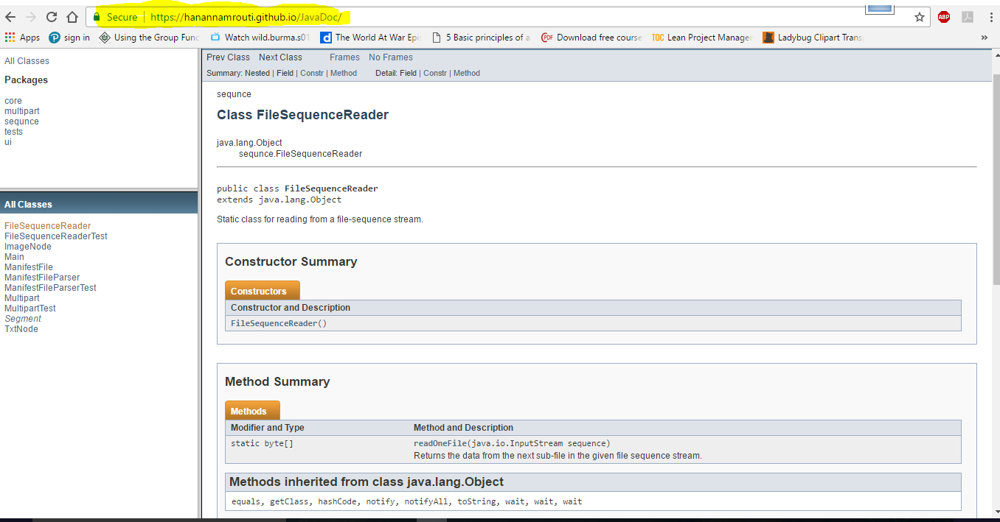 Secure | https://hanannamrouti.github.io/JavaDoc/
ABP
Apps sign in Using the Group Func Watch wild.burma.s01 The World At War Epis 5 Basic principles of a Download free course TOC Lean Project Manager Ladybug Clipart Trans »
All Classes
Packages
core
multipart
sequnce
tests
ui
All Classes
FileSequenceReader
FileSequenceReaderTest
ImageNode
Main
ManifestFile
ManifestFileParser
ManifestFileParserTest
Multipart
MultipartTest
Segment
TxtNode
Prev Class Next Class Frames No Frames
Summary: Nested | Field | Constr | Method Detail: Field | Constr | Method
sequnce
Class FileSequenceReader
java.lang.Object
sequnce.FileSequenceReader
public class FileSequenceReader
extends java.lang.Object
Static class for reading from a file-sequence stream.
Constructor Summary
Constructors
Constructor and Description
FileSequenceReader()
Method Summary
Methods
Modifier and Type Method and Description
static byte[] readOneFile(java.io.InputStream sequence)
Returns the data from the next sub-file in the given file sequence stream.
Methods inherited from class java.lang.Object
equals, getClass, hashCode, notify, notifyAll, toString, wait, wait, wait